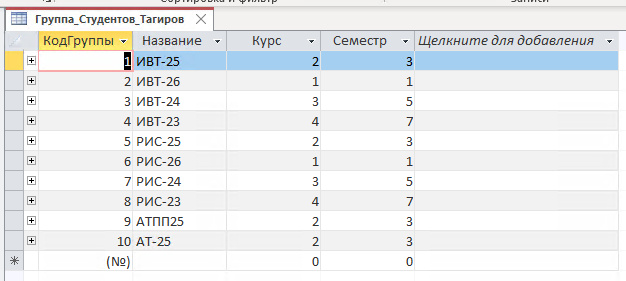 Группа_Студентов_Тагиров
КодГруппы Название Курс Семестр Щелкните для добавления
1 ИВТ-25 2 3
2 ИВТ-26 1 1
3 ИВТ-24 3 5
4 ИВТ-23 4 7
5 РИС-25 2 3
6 РИС-26 1 1
7 РИС-24 3 5
8 РИС-23 4 7
9 АТПП25 2 3
10 АТ-25 2 3
(№) 0 0